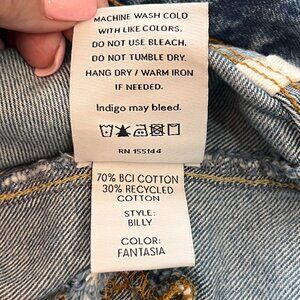 MACHINE WASH COLD
WITH LIKE COLORS.
DO NOT USE BLEACH.
DO NOT TUMBLE DRY.
HANG DRY / WARM IRON
IF NEEDED.
Indigo may bleed.
RN 155144
70% BCI COTTON
30% RECYCLED
COTTON
STYLE:
BILLY
COLOR:
FANTASIA